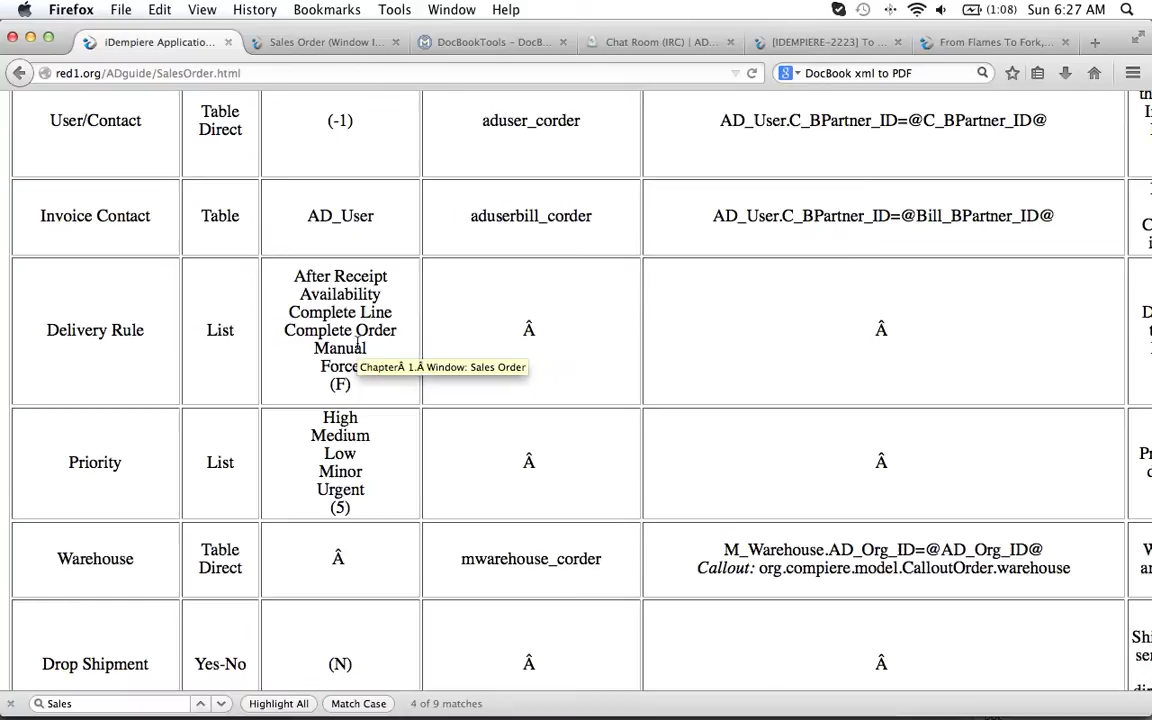 Firefox File Edit View History Bookmarks Tools Window Help (1:08) Sun 6:27 AM
iDempiere Applicatio... Sales Order (Window I... DocBookTools – DocB... Chat Room (IRC) | AD... [IDEMPIERE-2223] To ... From Flames To Fork,...
red1.org/ADguide/SalesOrder.html DocBook xml to PDF
User/Contact
Table
Direct
(-1)
aduser_corder
AD_User.C_BPartner_ID=@C_BPartner_ID@
Invoice Contact
Table
AD_User
aduserbill_corder
AD_User.C_BPartner_ID=@Bill_BPartner_ID@
Delivery Rule
List
After Receipt
Availability
Complete Line
Complete Order
Manual
Force
(F)
Â
Â
ChapterÂ 1.Â Window: Sales Order
Priority
List
High
Medium
Low
Minor
Urgent
(5)
Â
Â
Warehouse
Table
Direct
Â
mwarehouse_corder
M_Warehouse.AD_Org_ID=@AD_Org_ID@
Callout: org.compiere.model.CalloutOrder.warehouse
Drop Shipment
Yes-No
(N)
Â
Â
Sales Highlight All Match Case 4 of 9 matches